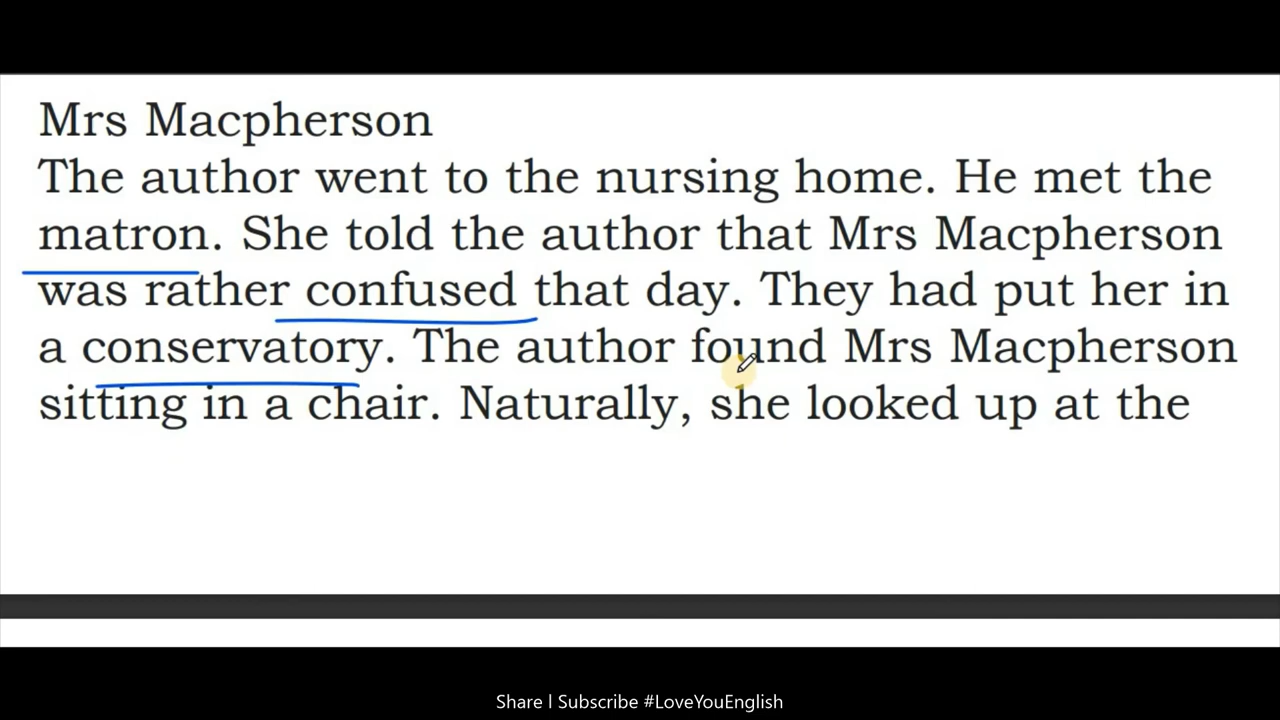 Mrs Macpherson
The author went to the nursing home. He met the
matron. She told the author that Mrs Macpherson
was rather confused that day. They had put her in
a conservatory. The author found Mrs Macpherson
sitting in a chair. Naturally, she looked up at the
Share I Subscribe #LoveYouEnglish